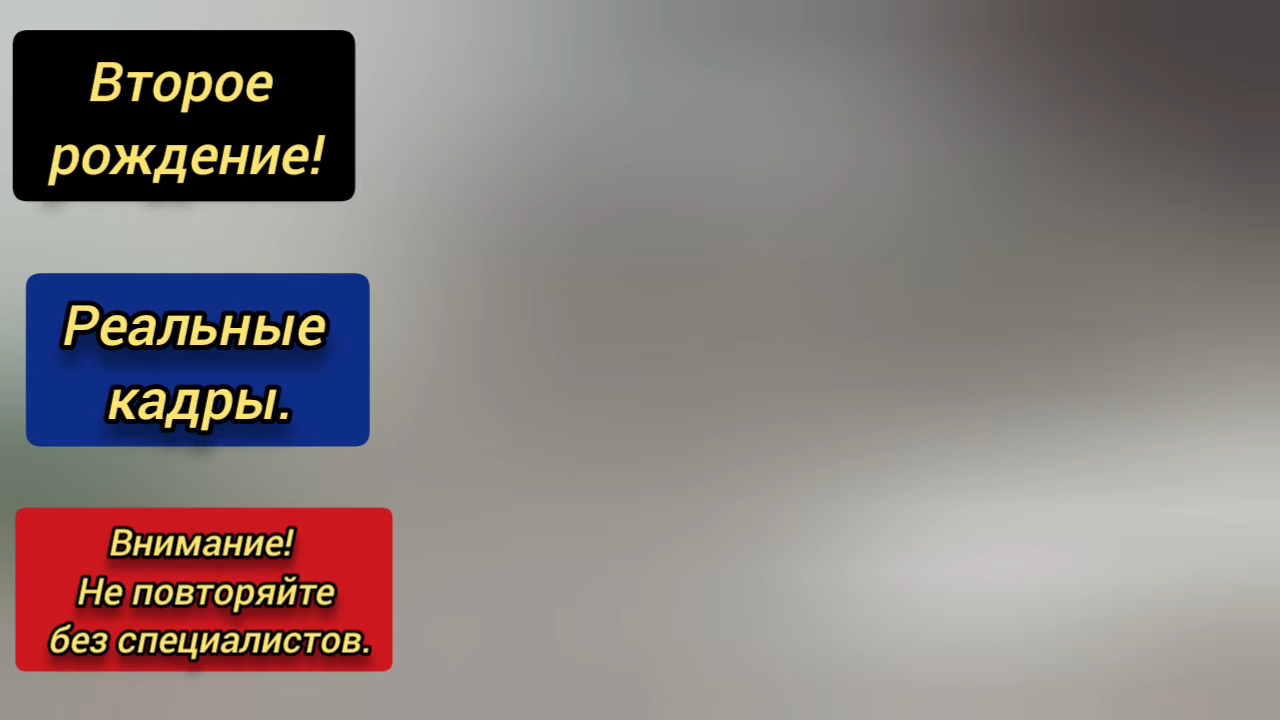 Второе
рождение!
Реальные
кадры.
Внимание!
Не повторяйте
без специалистов.